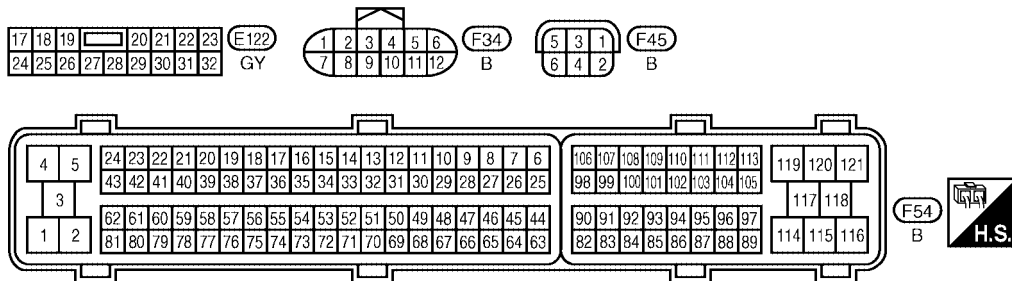 17 18 19 20 21 22 23 E122
24 25 26 27 28 29 30 31 32 GY
1 2 3 4 5 6 F34
7 8 9 10 11 12 B
5 3 1 F45
6 4 2 B
4 5 24 23 22 21 20 19 18 17 16 15 14 13 12 11 10 9 8 7 6 106 107 108 109 110 111 112 113 119 120 121
43 42 41 40 39 38 37 36 35 34 33 32 31 30 29 28 27 26 25 98 99 100 101 102 103 104 105
3 117 118
62 61 60 59 58 57 56 55 54 53 52 51 50 49 48 47 46 45 44 90 91 92 93 94 95 96 97
1 2 81 80 79 78 77 76 75 74 73 72 71 70 69 68 67 66 65 64 63 82 83 84 85 86 87 88 89 114 115 116
F54
B
H.S.